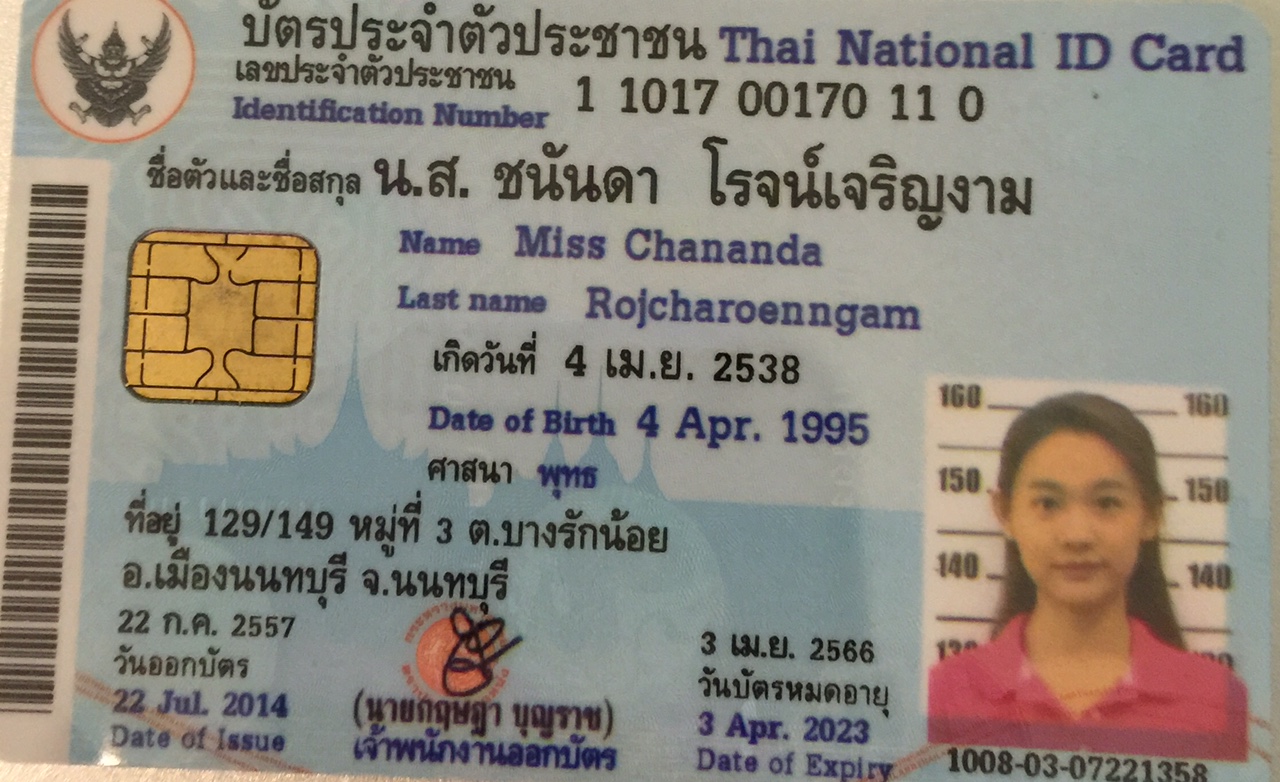 บัตรประจำตัวประชาชน Thai National ID Card
เลขประจำตัวประชาชน
Identification Number 1 1017 00170 11 0
ชื่อตัวและชื่อสกุล น.ส. ชนันดา โรจน์เจริญงาม
Name Miss Chananda
Last name Rojcharoenngam
เกิดวันที่ 4 เม.ย. 2538
Date of Birth 4 Apr. 1995
ศาสนา พุทธ
ที่อยู่ 129/149 หมู่ที่ 3 ต.บางรักน้อย
อ.เมืองนนทบุรี จ.นนทบุรี
22 ก.ค. 2557
วันออกบัตร
22 Jul. 2014
Date of Issue
(นายกฤษฎา บุญราช)
เจ้าพนักงานออกบัตร
3 เม.ย. 2566
วันบัตรหมดอายุ
3 Apr. 2023
Date of Expiry
160 160
150 150
140 140
1008-03-07221358